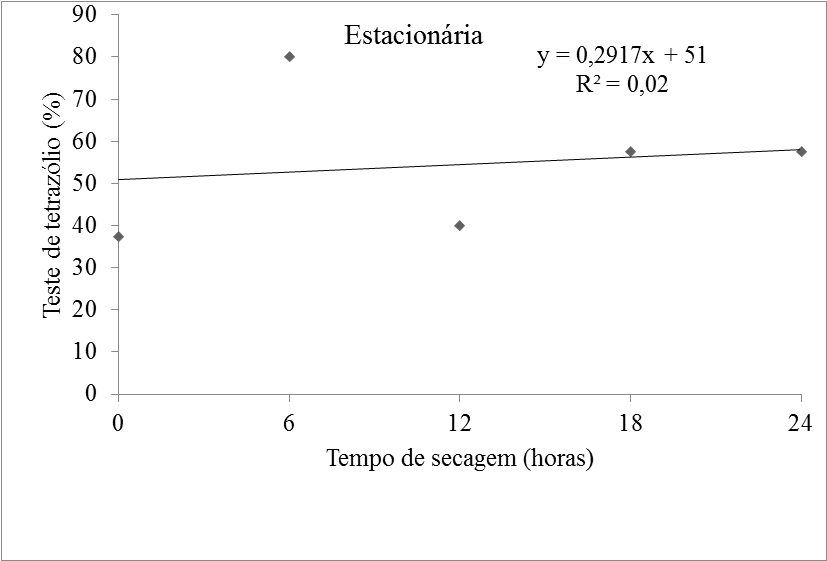 Estacionária
y = 0,2917x + 51
R² = 0,02
Teste de tetrazólio (%)
90
80
70
60
50
40
30
20
10
0
0 6 12 18 24
Tempo de secagem (horas)